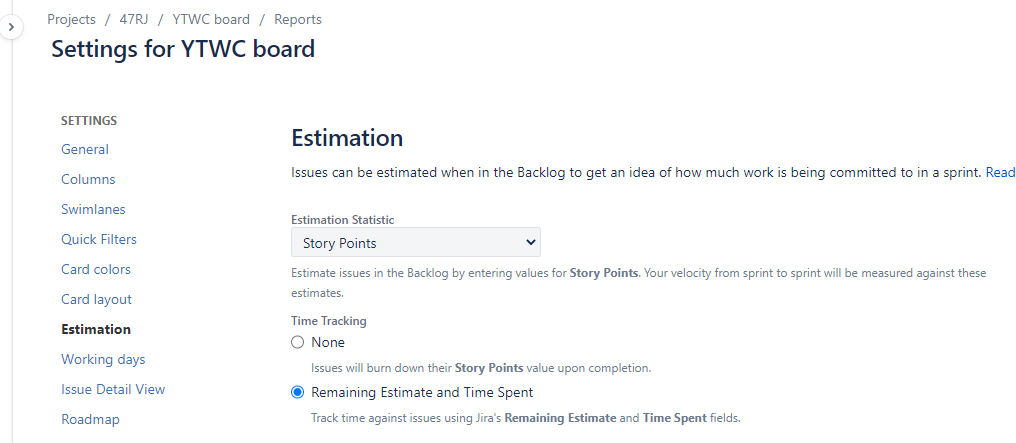 Projects / 47RJ / YTWC board / Reports
Settings for YTWC board
SETTINGS
General
Columns
Swimlanes
Quick Filters
Card colors
Card layout
Estimation
Working days
Issue Detail View
Roadmap
Estimation
Issues can be estimated when in the Backlog to get an idea of how much work is being committed to in a sprint. Read
Estimation Statistic
Story Points
Estimate issues in the Backlog by entering values for Story Points. Your velocity from sprint to sprint will be measured against these
estimates.
Time Tracking
None
Issues will burn down their Story Points value upon completion.
Remaining Estimate and Time Spent
Track time against issues using Jira's Remaining Estimate and Time Spent fields.